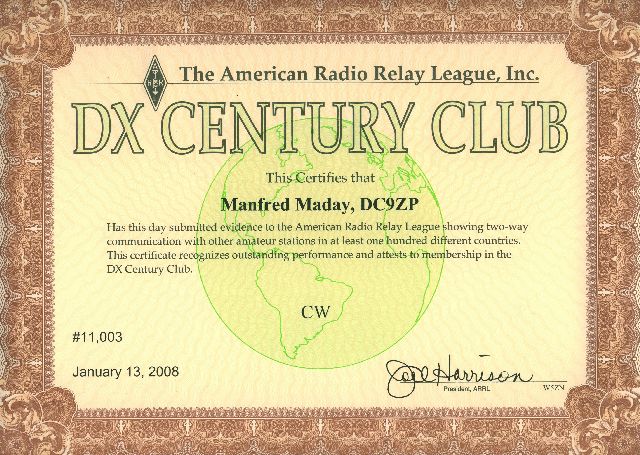 The American Radio Relay League, Inc.
DX CENTURY CLUB
This Certifies that
Manfred Maday, DC9ZP
Has this day submitted evidence to the American Radio Relay League showing two-way
communication with other amateur stations in at least one hundred different countries.
This certificate recognizes outstanding performance and attests to membership in the
DX Century Club.
CW
#11,003
January 13, 2008
Joel Harrison
President, ARRL
W5ZN